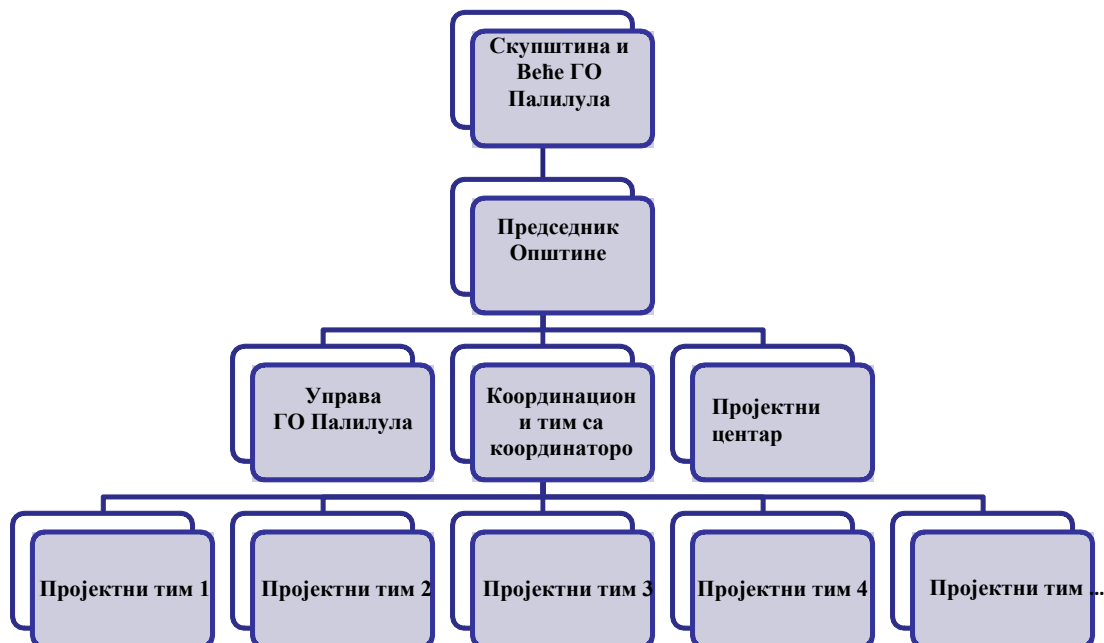 Скупштина и
Веће ГО
Палилула
Председник
Општине
Управа
ГО Палилула
Координацион
и тим са
координаторо
Пројектни
центар
Пројектни тим 1
Пројектни тим 2
Пројектни тим 3
Пројектни тим 4
Пројектни тим ...